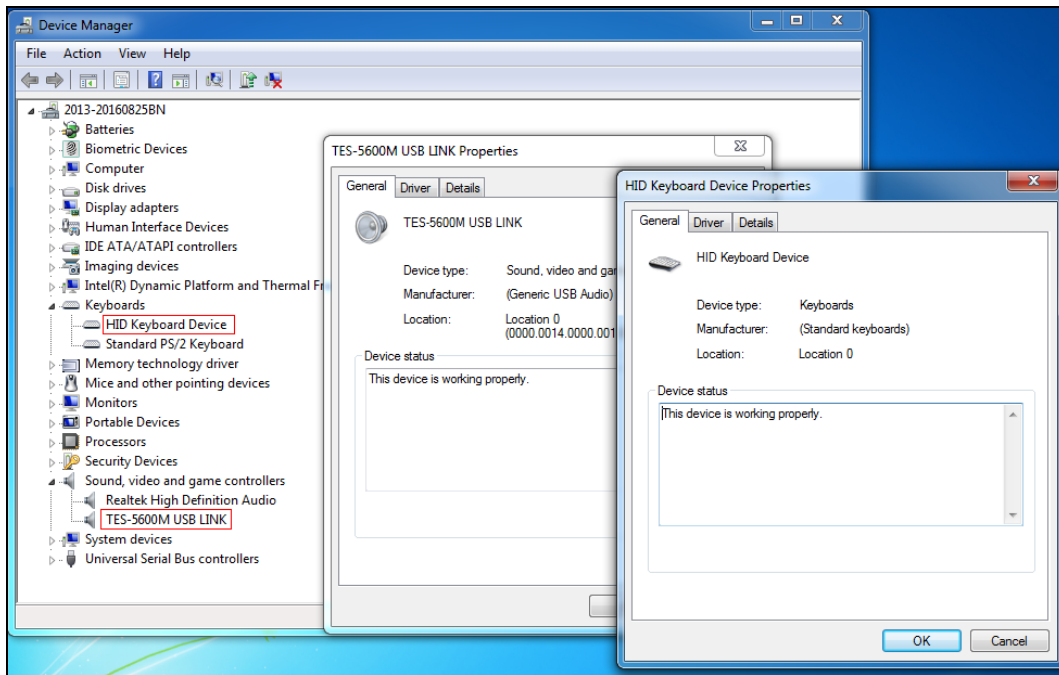 Device Manager
File Action View Help
2013-20160825BN
Batteries
Biometric Devices
Computer
Disk drives
Display adapters
Human Interface Devices
IDE ATA/ATAPI controllers
Imaging devices
Intel(R) Dynamic Platform and Thermal Fr
Keyboards
HID Keyboard Device
Standard PS/2 Keyboard
Memory technology driver
Mice and other pointing devices
Monitors
Portable Devices
Processors
Security Devices
Sound, video and game controllers
Realtek High Definition Audio
TES-5600M USB LINK
System devices
Universal Serial Bus controllers
TES-5600M USB LINK Properties
General Driver Details
TES-5600M USB LINK
Device type: Sound, video and gam
Manufacturer: (Generic USB Audio)
Location: Location 0
(0000.0014.0000.001
Device status
This device is working properly.
HID Keyboard Device Properties
General Driver Details
HID Keyboard Device
Device type: Keyboards
Manufacturer: (Standard keyboards)
Location: Location 0
Device status
This device is working properly.
OK Cancel